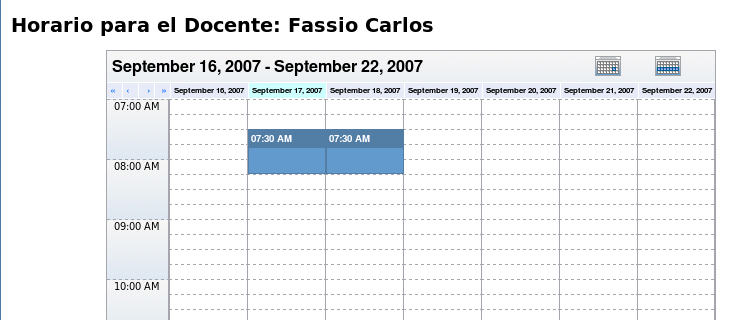 Horario para el Docente: Fassio Carlos
September 16, 2007 - September 22, 2007
« ‹ › » September 16, 2007 September 17, 2007 September 18, 2007 September 19, 2007 September 20, 2007 September 21, 2007 September 22, 2007
07:00 AM
07:30 AM 07:30 AM
08:00 AM
09:00 AM
10:00 AM